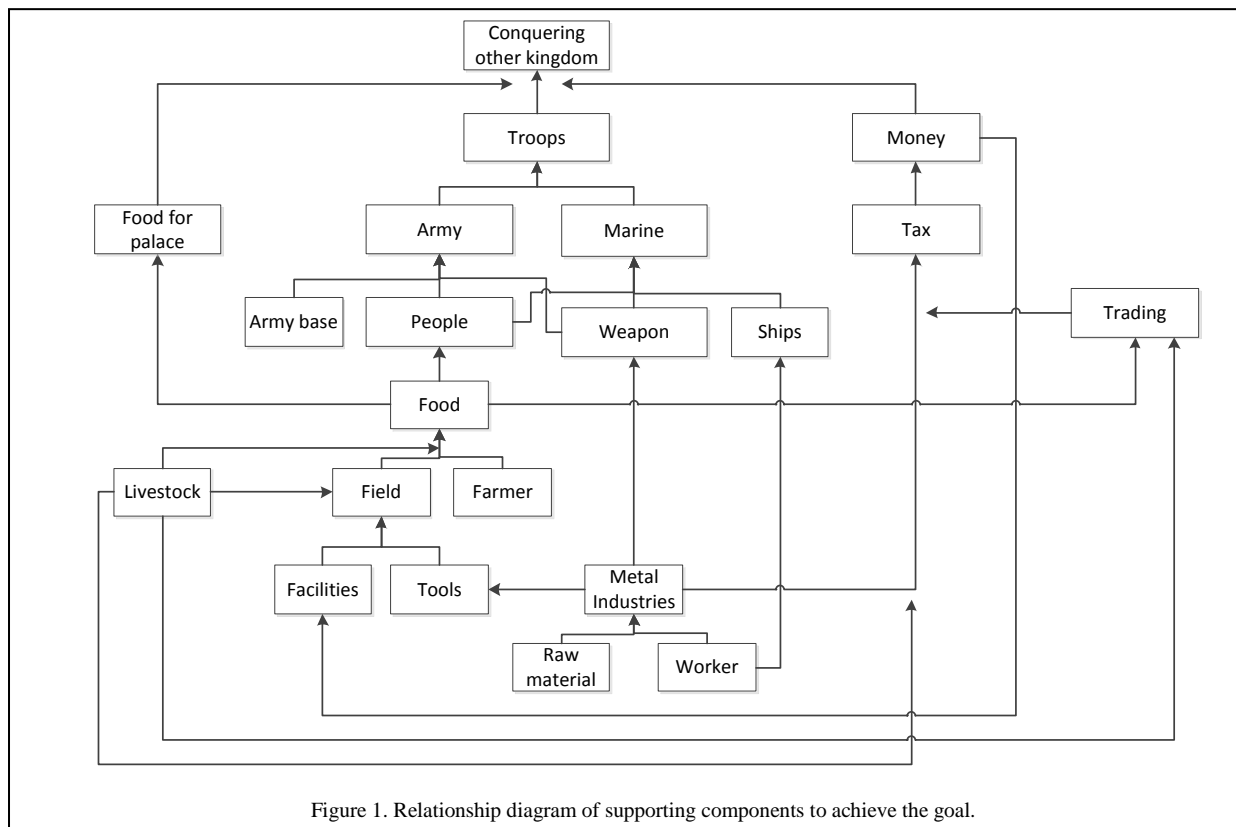 Conquering
other kingdom
Troops
Money
Food for
palace
Army
Marine
Tax
Army base
People
Weapon
Ships
Trading
Food
Livestock
Field
Farmer
Facilities
Tools
Metal
Industries
Raw
material
Worker
Figure 1. Relationship diagram of supporting components to achieve the goal.